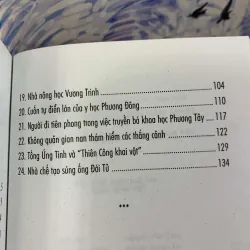 19. Nhà nông học Vương Trinh 104
20. Cuốn tự điển lớn của y học Phương Đông 110
21. Người đi tiên phong trong việc truyền bá khoa học Phương Tây 117
22. Không quản gian nan thám hiểm các thắng cảnh 122
23. Tống Ứng Tinh và "Thiên Công khai vật" 129
24. Nhà chế tạo súng ống Đái Tử 134
***
5
3
4